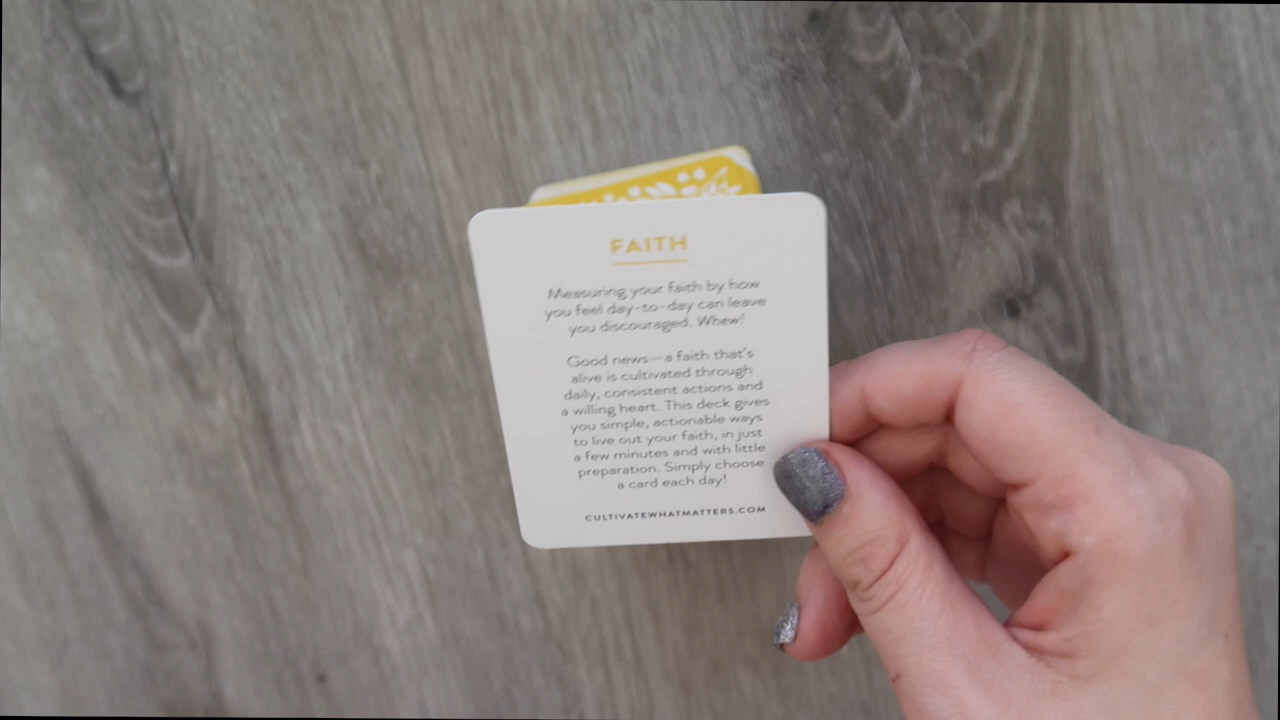 FAITH
Measuring your faith by how
you feel day-to-day can leave
you discouraged. Whew!
Good news—a faith that's
alive is cultivated through
daily, consistent actions and
a willing heart. This deck gives
you simple, actionable ways
to live out your faith, in just
a few minutes and with little
preparation. Simply choose
a card each day!
CULTIVATEWHATMATTERS.COM